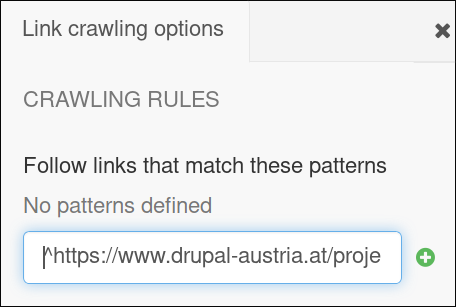 Link crawling options
CRAWLING RULES
Follow links that match these patterns
No patterns defined
^https://www.drupal-austria.at/proje